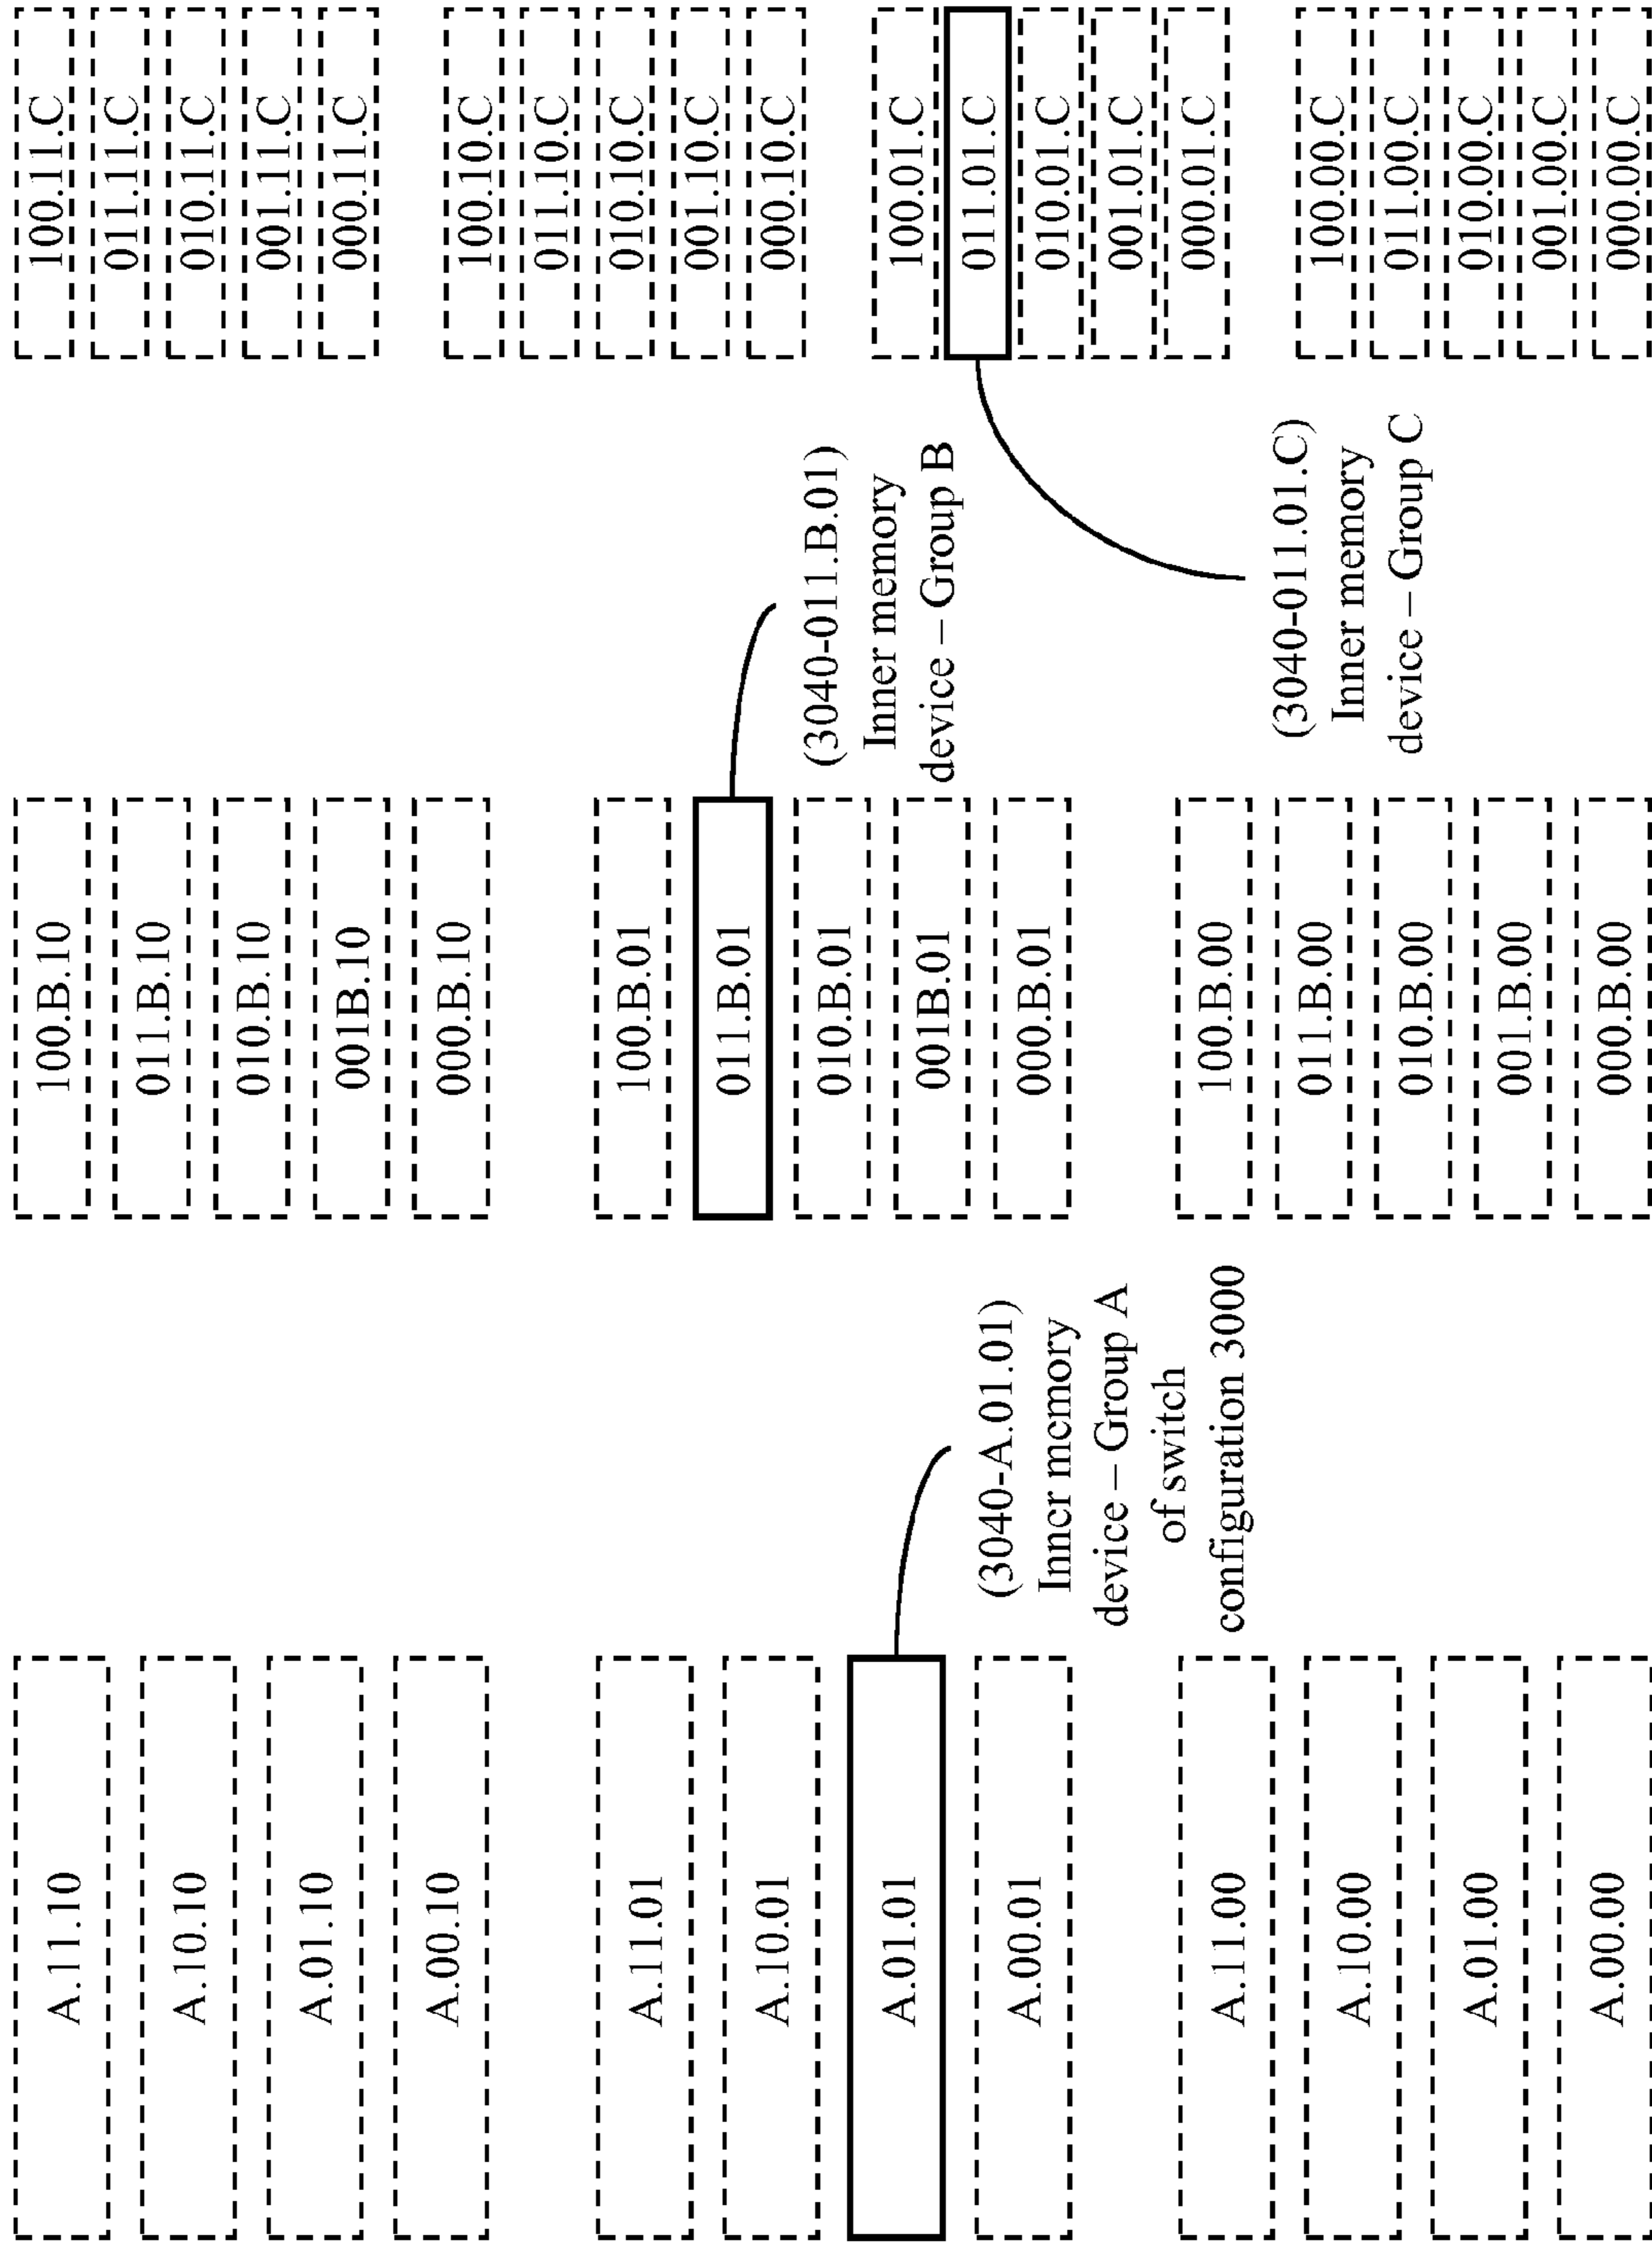 A.11.10
A.10.10
A.01.10
A.00.10
A.11.01
A.10.01
A.01.01
A.00.01
A.11.00
A.10.00
A.01.00
A.00.00
(3040-A.01.01)
Inner memory
device – Group A
of switch
configuration 3000
100.B.10
011.B.10
010.B.10
001B.10
000.B.10
100.B.01
011.B.01
010.B.01
001B.01
000.B.01
100.B.00
011.B.00
010.B.00
001.B.00
000.B.00
(3040-011.B.01)
Inner memory
device – Group B
(3040-011.01.C)
Inner memory
device – Group C
100.11.C
011.11.C
010.11.C
001.11.C
000.11.C
100.10.C
011.10.C
010.10.C
001.10.C
000.10.C
100.01.C
011.01.C
010.01.C
001.01.C
000.01.C
100.00.C
011.00.C
010.00.C
001.00.C
000.00.C